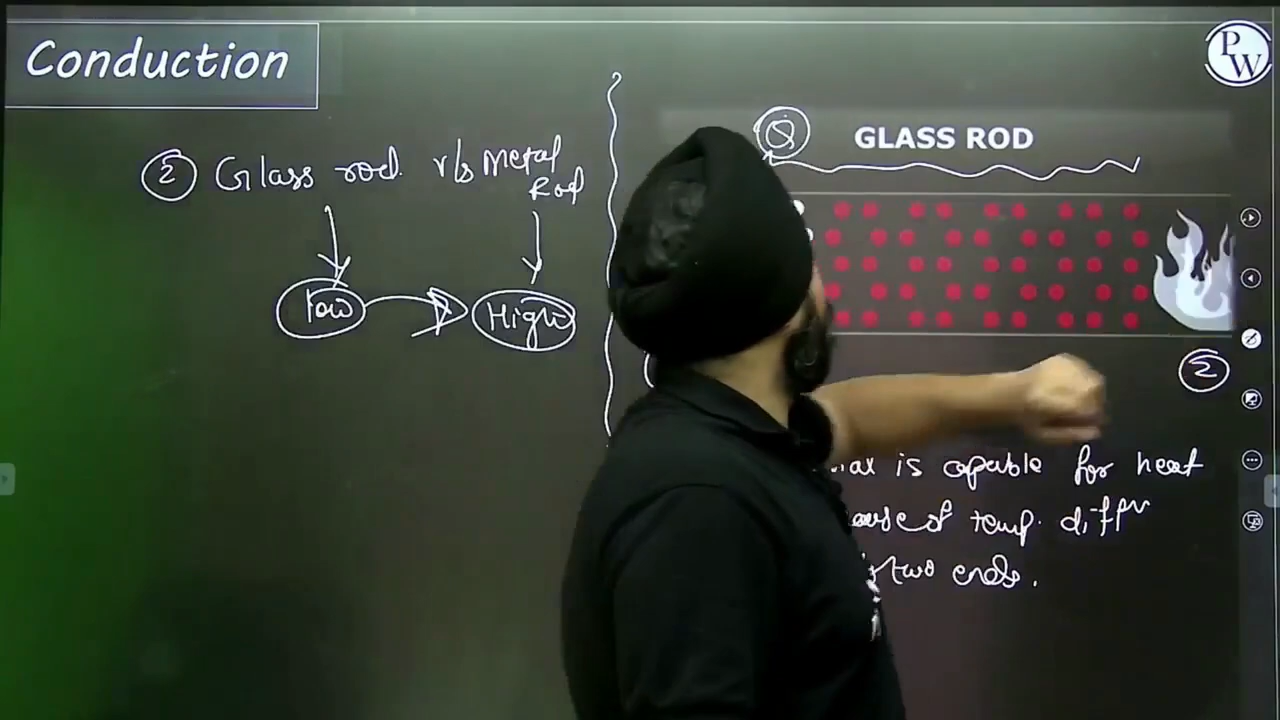 Conduction
PW
② Glass rod v/s Metal
Rod
Low
High
Q
GLASS ROD
②
is capable for heat
of temp. diff
two ends.